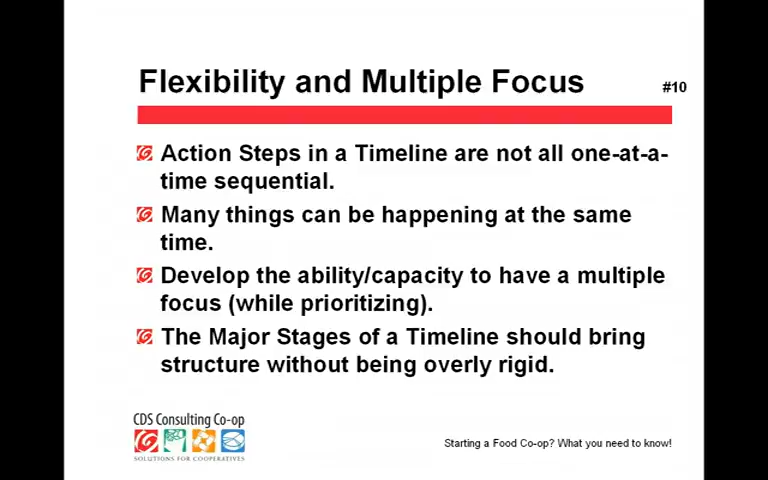 Flexibility and Multiple Focus #10
Action Steps in a Timeline are not all one-at-a-
time sequential.
Many things can be happening at the same
time.
Develop the ability/capacity to have a multiple
focus (while prioritizing).
The Major Stages of a Timeline should bring
structure without being overly rigid.
CDS Consulting Co-op
SOLUTIONS FOR COOPERATIVES
Starting a Food Co-op? What you need to know!